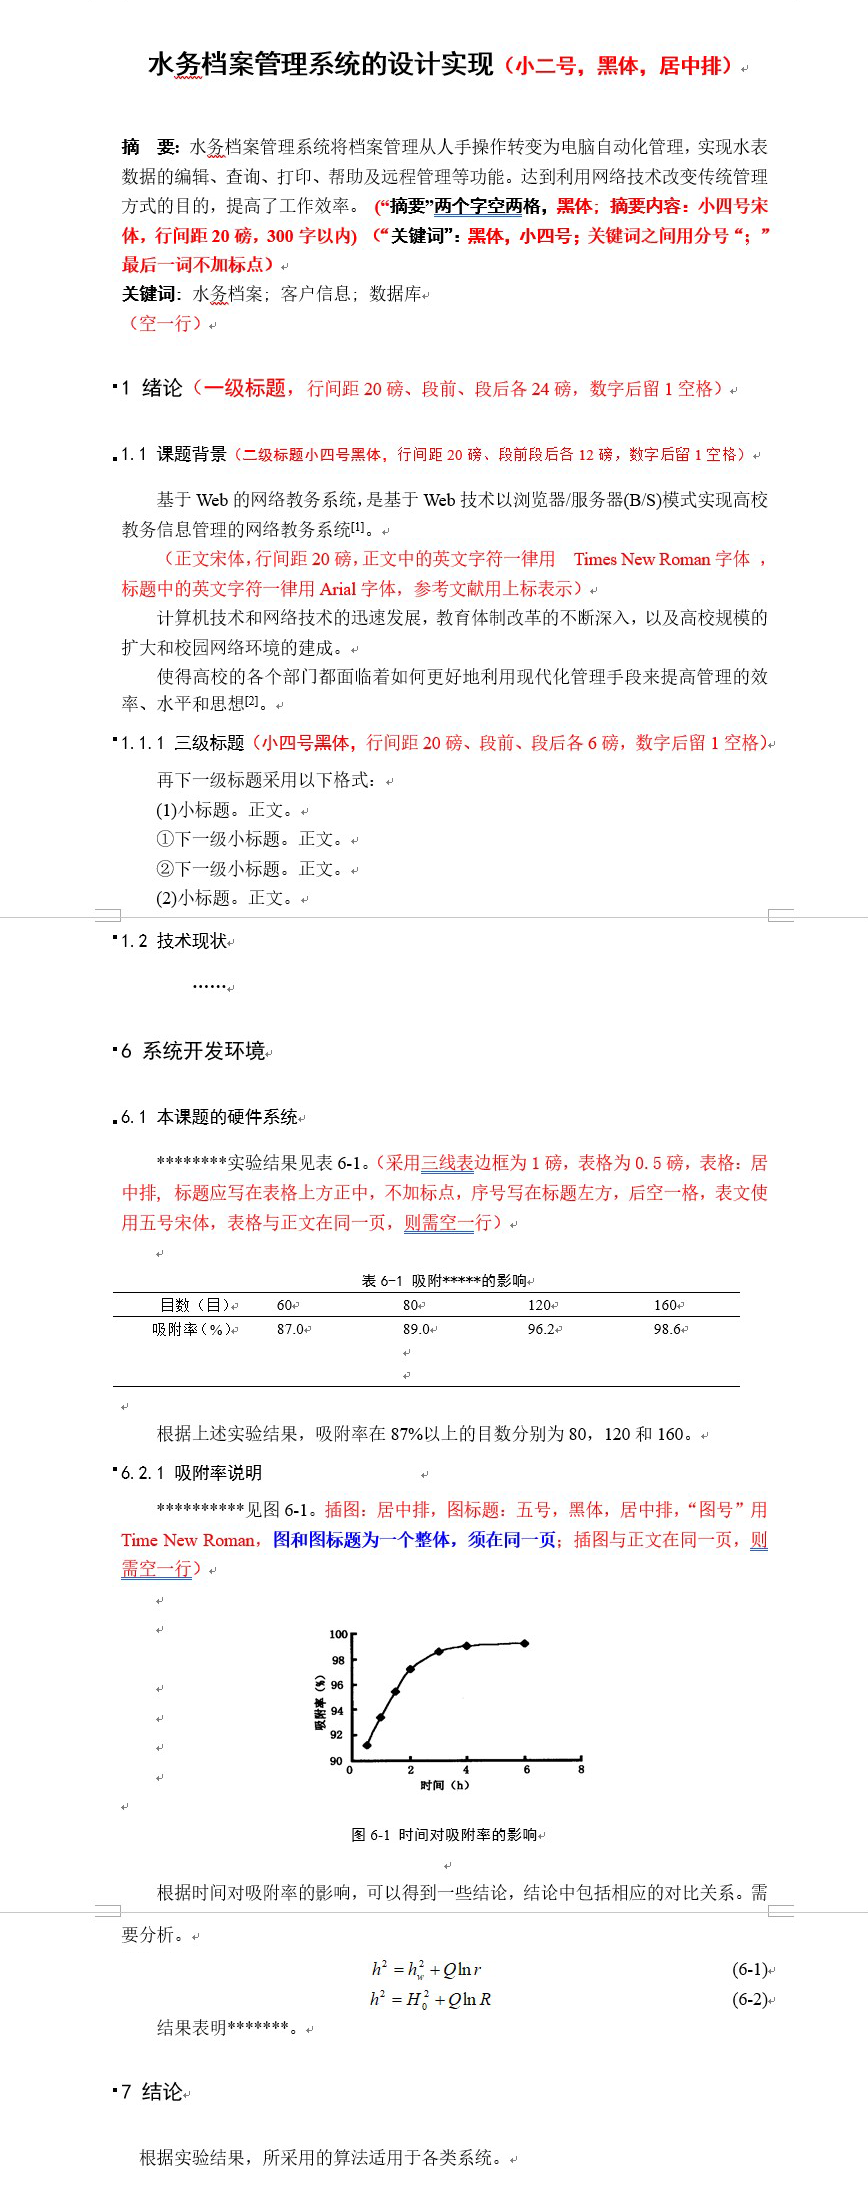 水务档案管理系统的设计实现（小二号，黑体，居中排）
摘　要：水务档案管理系统将档案管理从人手操作转变为电脑自动化管理，实现水表
数据的编辑、查询、打印、帮助及远程管理等功能。达到利用网络技术改变传统管理
方式的目的，提高了工作效率。（“摘要”两个字空两格，黑体；摘要内容：小四号宋
体，行间距 20 磅，300 字以内）（“关键词”：黑体，小四号；关键词之间用分号“；”
最后一词不加标点）
关键词：水务档案；客户信息；数据库
（空一行）
1 绪论（一级标题，行间距 20 磅、段前、段后各 24 磅，数字后留 1 空格）
1.1 课题背景（二级标题小四号黑体，行间距 20 磅、段前段后各 12 磅，数字后留 1 空格）
基于 Web 的网络教务系统，是基于 Web 技术以浏览器/服务器(B/S)模式实现高校
教务信息管理的网络教务系统[1]。
（正文宋体，行间距 20 磅，正文中的英文字符一律用 Times New Roman 字体 ，
标题中的英文字符一律用 Arial 字体，参考文献用上标表示）
计算机技术和网络技术的迅速发展，教育体制改革的不断深入，以及高校规模的
扩大和校园网络环境的建成。
使得高校的各个部门都面临着如何更好地利用现代化管理手段来提高管理的效
率、水平和思想[2]。
1.1.1 三级标题（小四号黑体，行间距 20 磅、段前、段后各 6 磅，数字后留 1 空格）
再下一级标题采用以下格式：
(1)小标题。正文。
①下一级小标题。正文。
②下一级小标题。正文。
(2)小标题。正文。
1.2 技术现状
……
6 系统开发环境
6.1 本课题的硬件系统
********实验结果见表 6-1。（采用三线表边框为 1 磅，表格为 0.5 磅，表格：居
中排，标题应写在表格上方正中，不加标点，序号写在标题左方，后空一格，表文使
用五号宋体，表格与正文在同一页，则需空一行）
表 6-1 吸附*****的影响
目数（目） 60 80 120 160
吸附率(%) 87.0 89.0 96.2 98.6
根据上述实验结果，吸附率在 87%以上的目数分别为 80，120 和 160。
6.2.1 吸附率说明
**********见图 6-1。插图：居中排，图标题：五号，黑体，居中排，“图号”用
Time New Roman，图和图标题为一个整体，须在同一页；插图与正文在同一页，则
需空一行）
100
98
96
94
92
90
吸附率（%）
0 2 4 6 8
时间（h）
图 6-1 时间对吸附率的影响
根据时间对吸附率的影响，可以得到一些结论，结论中包括相应的对比关系。需
要分析。
h² = h_w² + Q ln r (6-1)
h² = H₀² + Q ln R (6-2)
结果表明*******。
7 结论
根据实验结果，所采用的算法适用于各类系统。